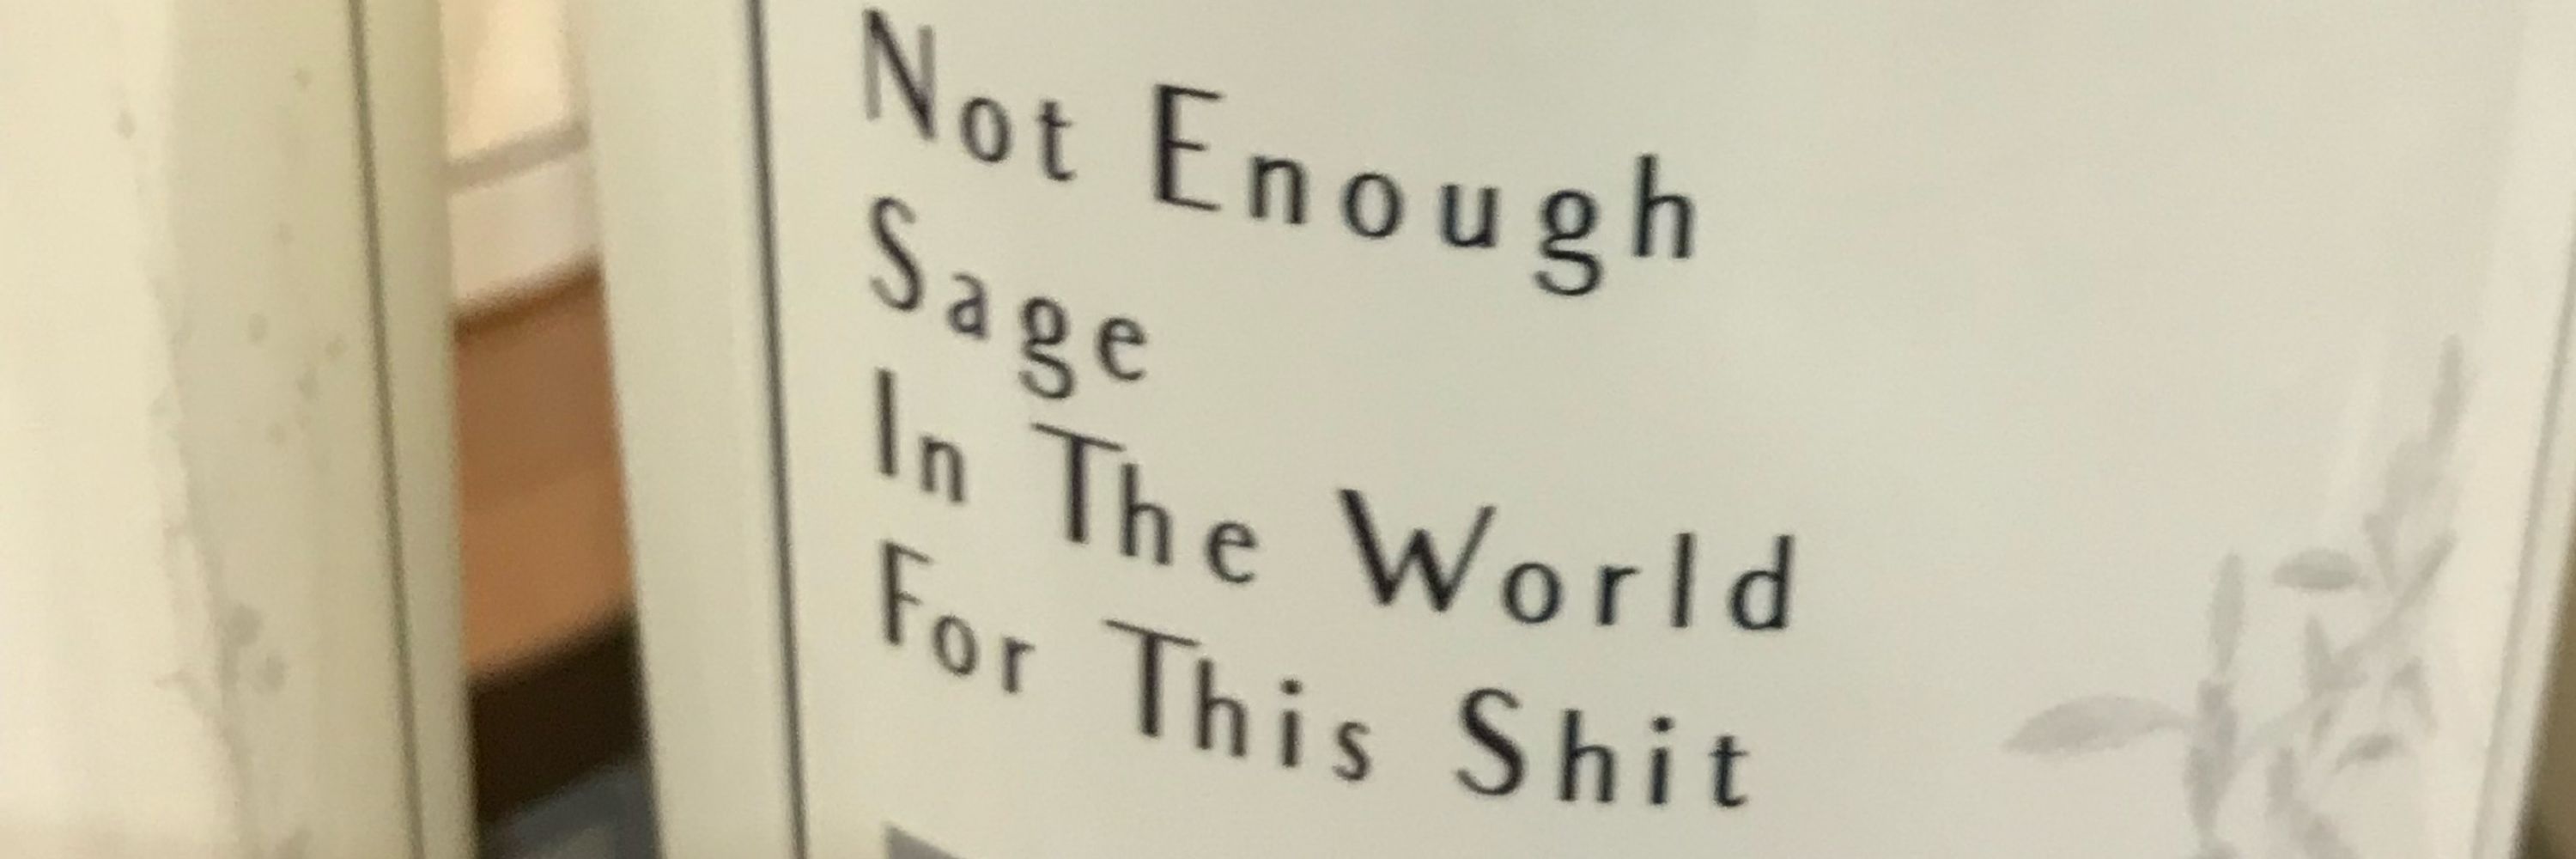 Not Enough
Sage
In The World
For This Shit